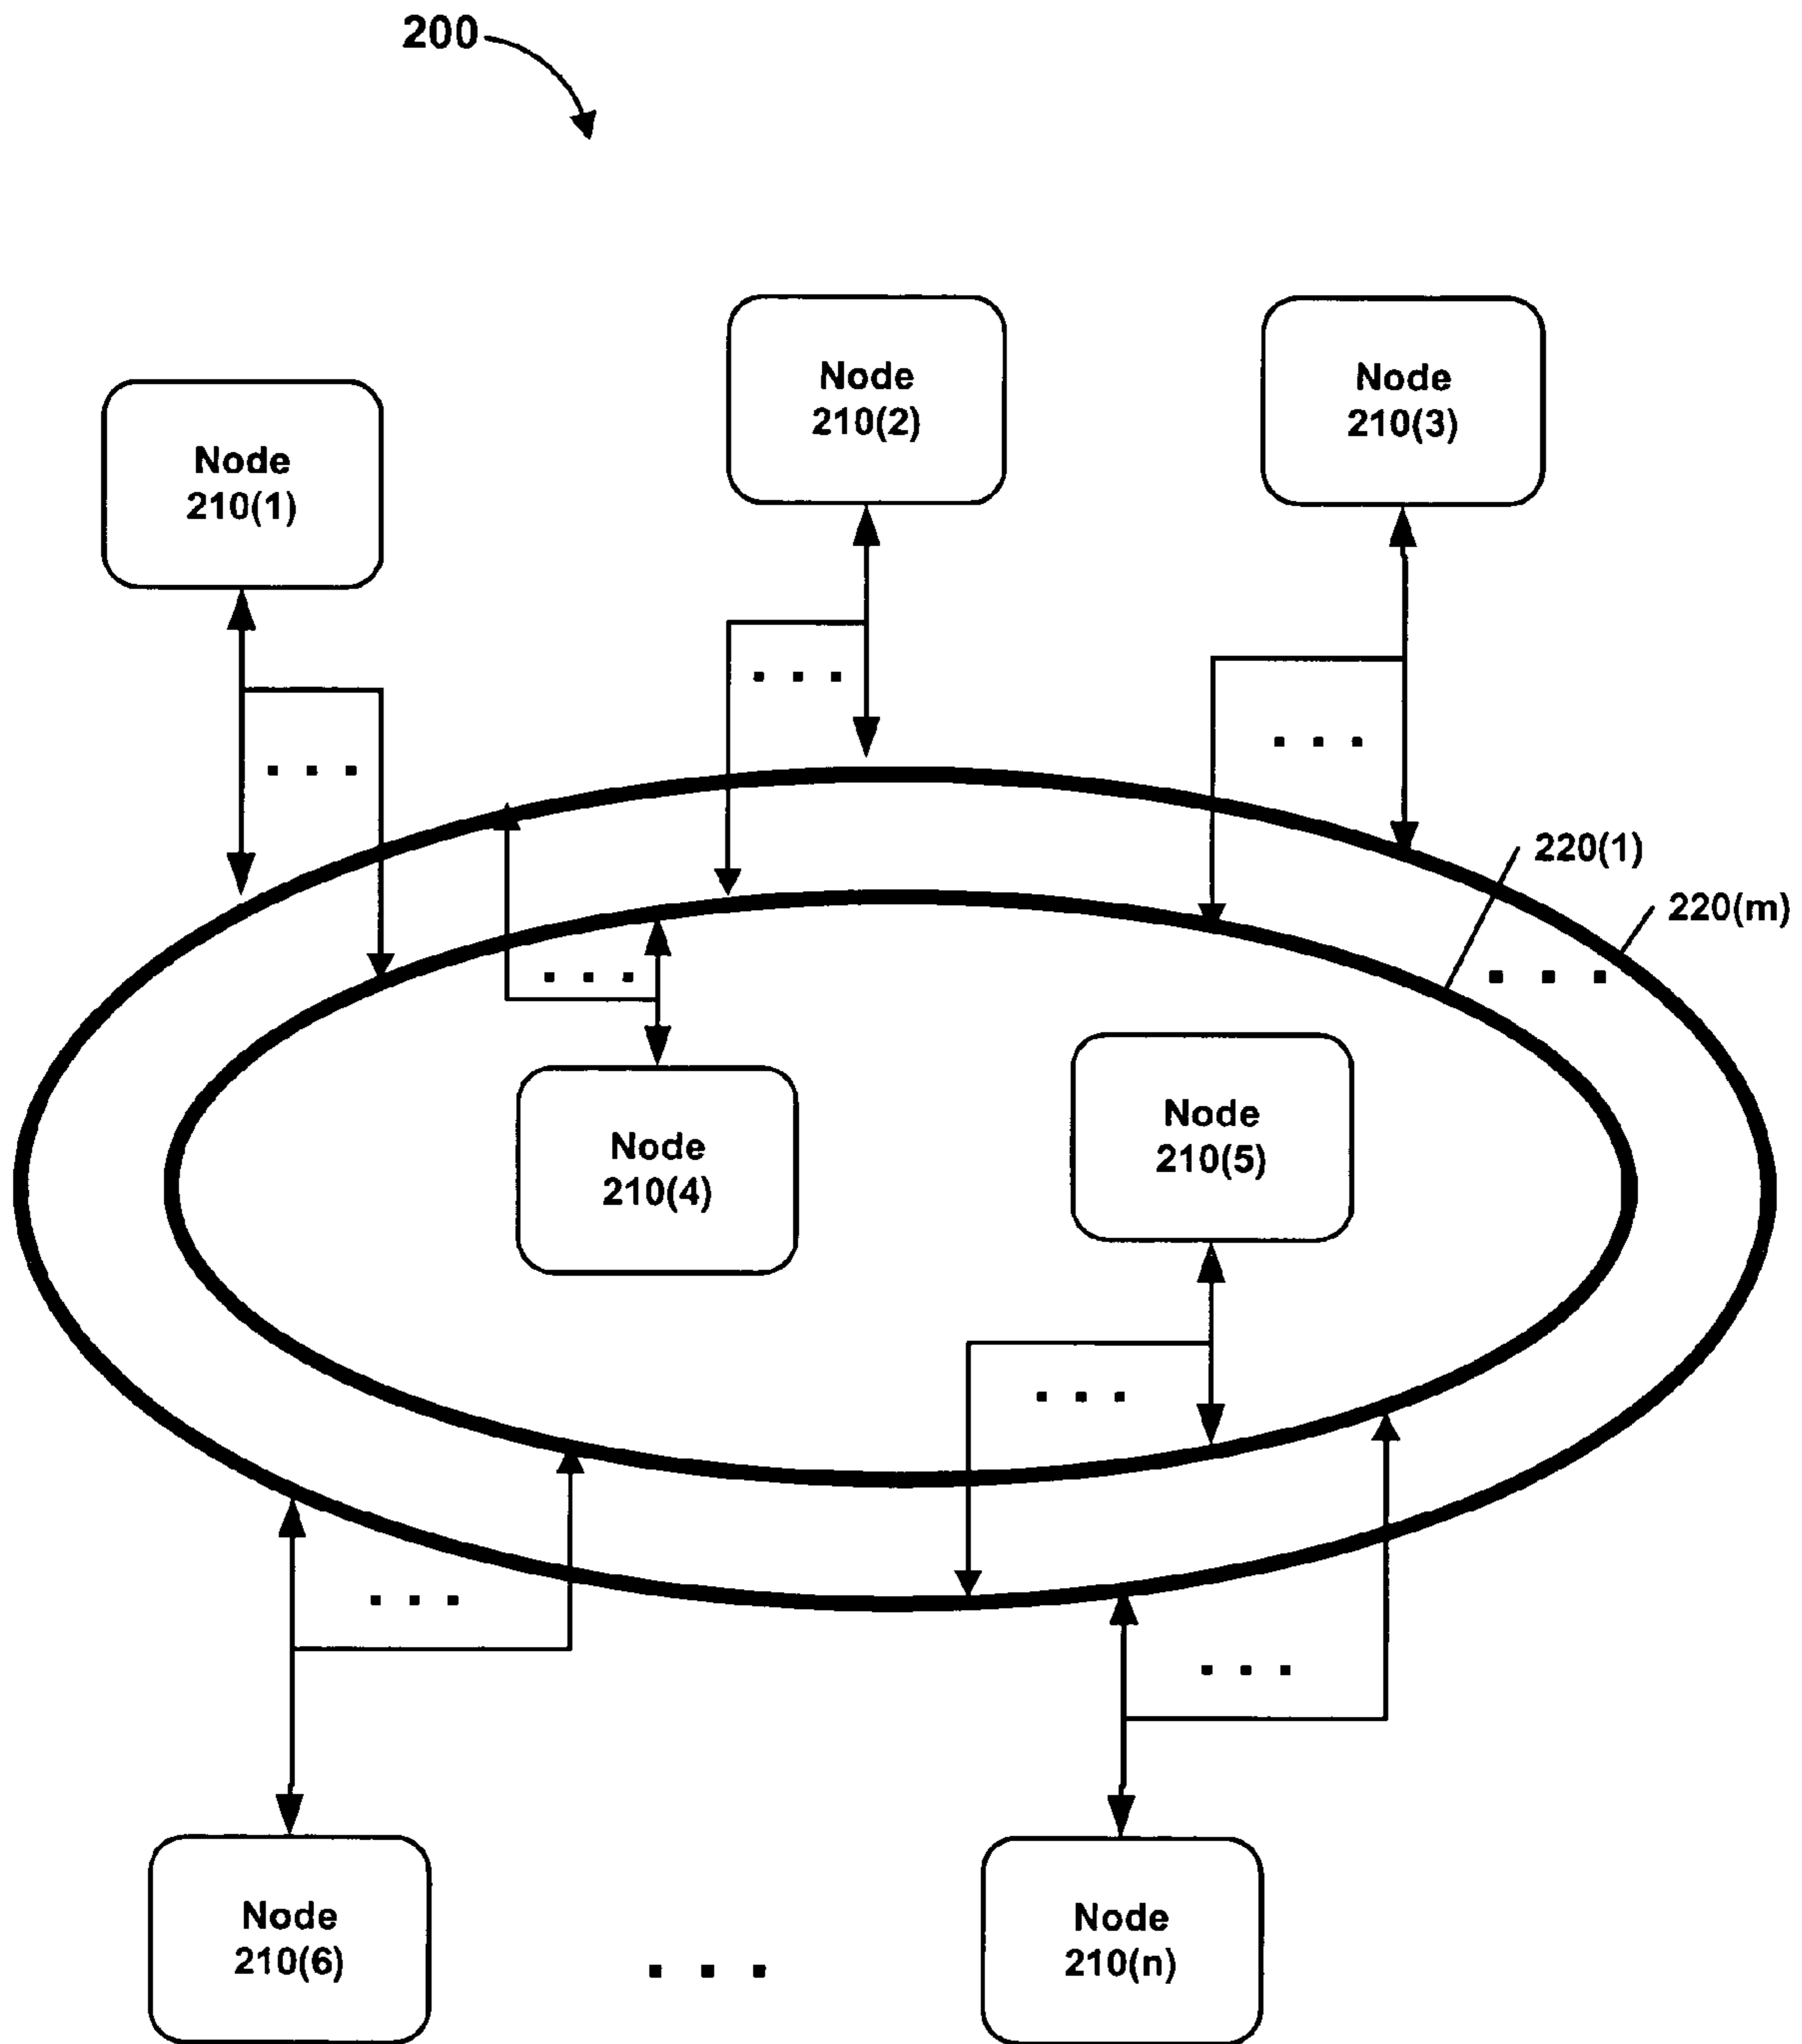 200
Node
210(2)
Node
210(3)
Node
210(1)
. . .
. . .
. . .
220(1)
220(m)
. . .
. . .
Node
210(5)
Node
210(4)
. . .
. . .
. . .
Node
210(6)
. . .
Node
210(n)